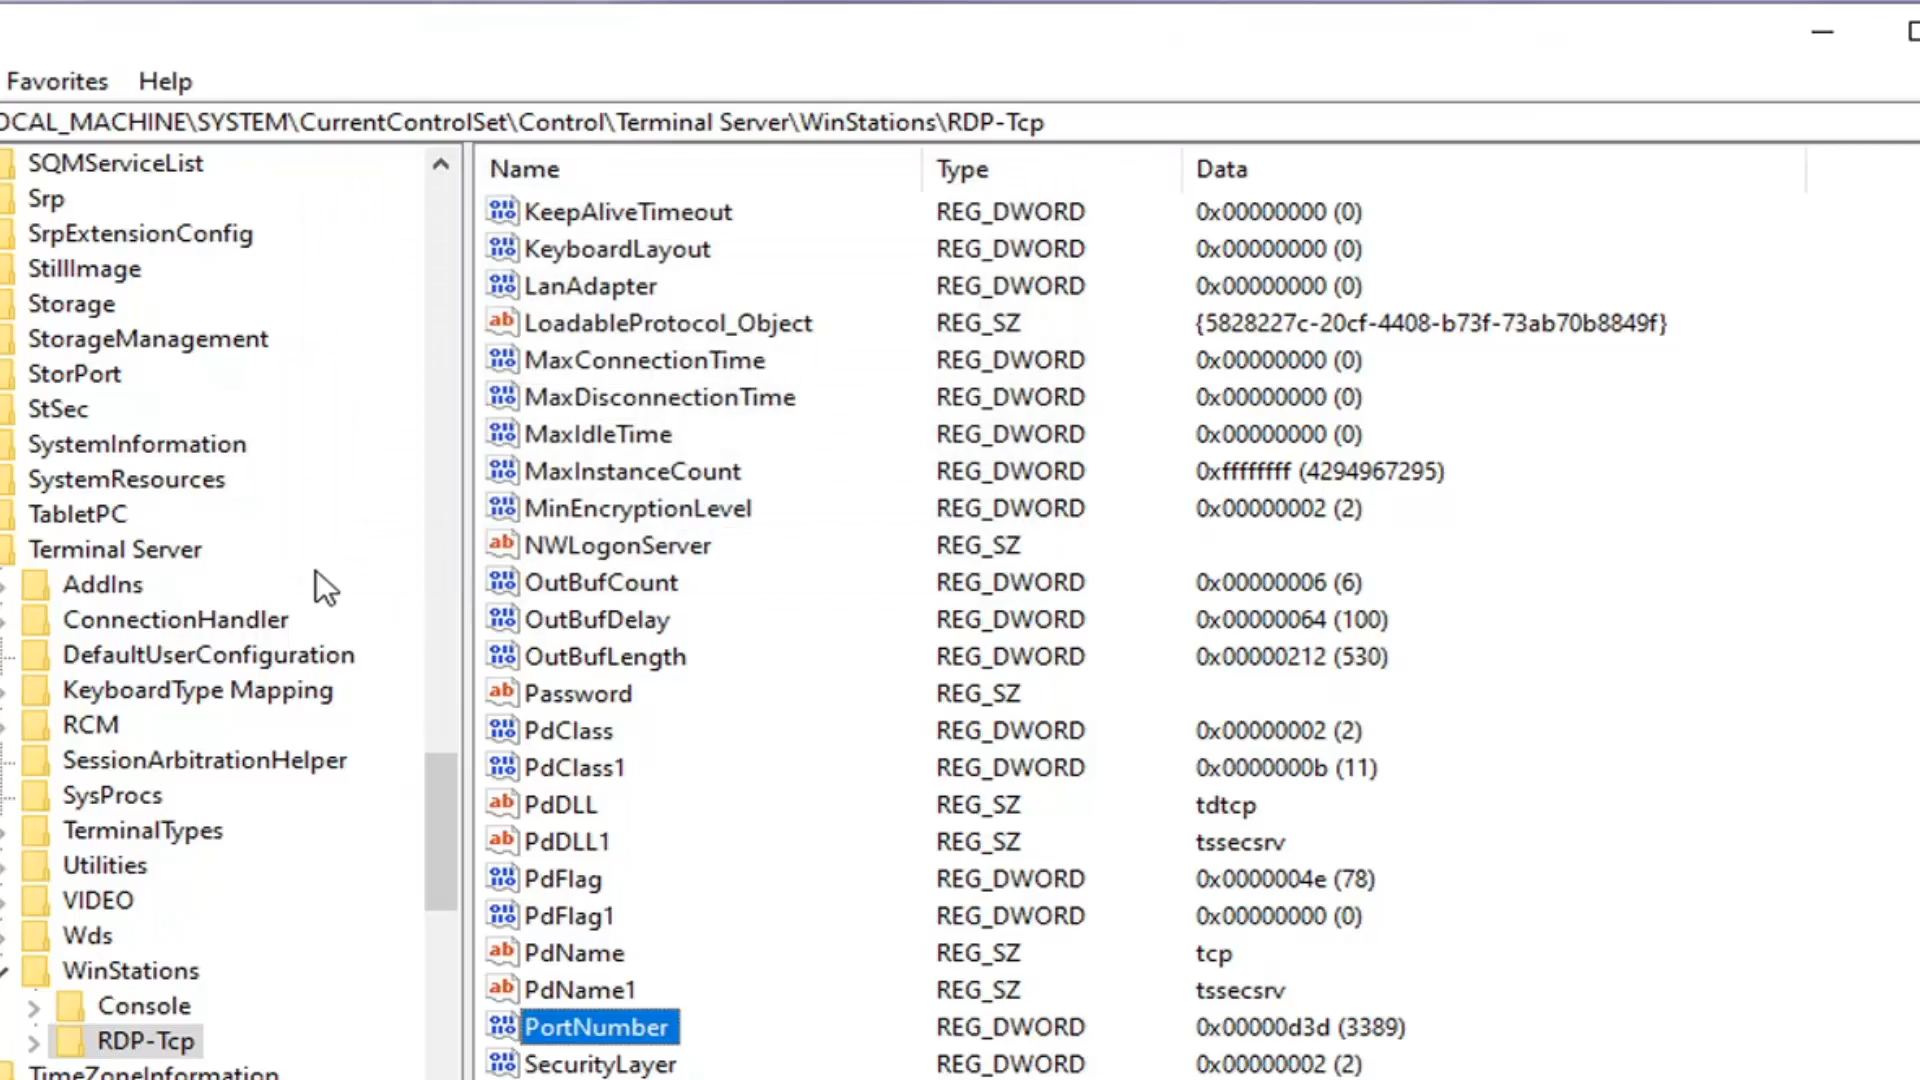 Favorites Help
OCAL_MACHINE\SYSTEM\CurrentControlSet\Control\Terminal Server\WinStations\RDP-Tcp
SQMServiceList
Srp
SrpExtensionConfig
StillImage
Storage
StorageManagement
StorPort
StSec
SystemInformation
SystemResources
TabletPC
Terminal Server
AddIns
ConnectionHandler
DefaultUserConfiguration
KeyboardType Mapping
RCM
SessionArbitrationHelper
SysProcs
TerminalTypes
Utilities
VIDEO
Wds
WinStations
Console
RDP-Tcp
TimeZoneInformation
Name Type Data
KeepAliveTimeout REG_DWORD 0x00000000 (0)
KeyboardLayout REG_DWORD 0x00000000 (0)
LanAdapter REG_DWORD 0x00000000 (0)
LoadableProtocol_Object REG_SZ {5828227c-20cf-4408-b73f-73ab70b8849f}
MaxConnectionTime REG_DWORD 0x00000000 (0)
MaxDisconnectionTime REG_DWORD 0x00000000 (0)
MaxIdleTime REG_DWORD 0x00000000 (0)
MaxInstanceCount REG_DWORD 0xffffffff (4294967295)
MinEncryptionLevel REG_DWORD 0x00000002 (2)
NWLogonServer REG_SZ
OutBufCount REG_DWORD 0x00000006 (6)
OutBufDelay REG_DWORD 0x00000064 (100)
OutBufLength REG_DWORD 0x00000212 (530)
Password REG_SZ
PdClass REG_DWORD 0x00000002 (2)
PdClass1 REG_DWORD 0x0000000b (11)
PdDLL REG_SZ tdtcp
PdDLL1 REG_SZ tssecsrv
PdFlag REG_DWORD 0x0000004e (78)
PdFlag1 REG_DWORD 0x00000000 (0)
PdName REG_SZ tcp
PdName1 REG_SZ tssecsrv
PortNumber REG_DWORD 0x00000d3d (3389)
SecurityLayer REG_DWORD 0x00000002 (2)